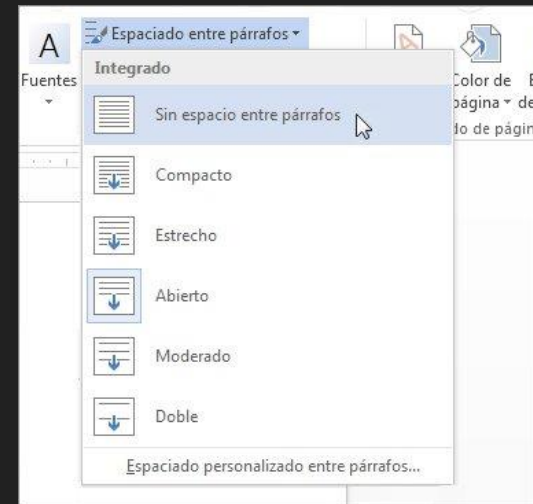 Espaciado entre párrafos
A
Fuentes
Integrado
Sin espacio entre párrafos
Compacto
Estrecho
Abierto
Moderado
Doble
Espaciado personalizado entre párrafos...
Color de
página
de